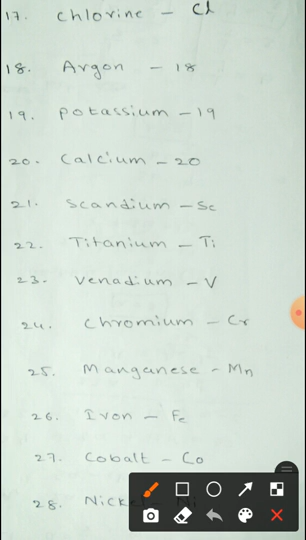 17. Chlorine - Cl
18. Argon - 18
19. Potassium - 19
20. Calcium - 20
21. Scandium - Sc
22. Titanium - Ti
23. Venadium - V
24. Chromium - Cr
25. Manganese - Mn
26. Iron - Fe
27. Cobalt - Co
28.